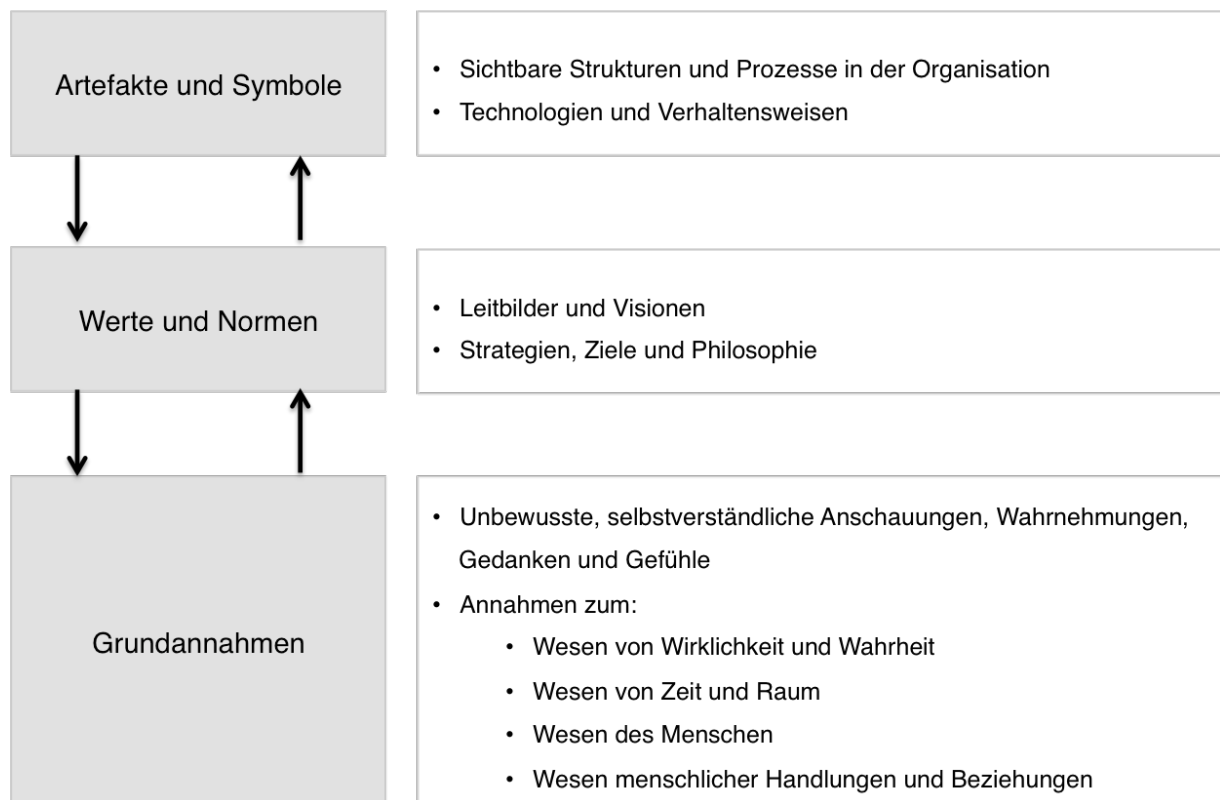 Artefakte und Symbole
• Sichtbare Strukturen und Prozesse in der Organisation
• Technologien und Verhaltensweisen
Werte und Normen
• Leitbilder und Visionen
• Strategien, Ziele und Philosophie
Grundannahmen
• Unbewusste, selbstverständliche Anschauungen, Wahrnehmungen,
Gedanken und Gefühle
• Annahmen zum:
• Wesen von Wirklichkeit und Wahrheit
• Wesen von Zeit und Raum
• Wesen des Menschen
• Wesen menschlicher Handlungen und Beziehungen